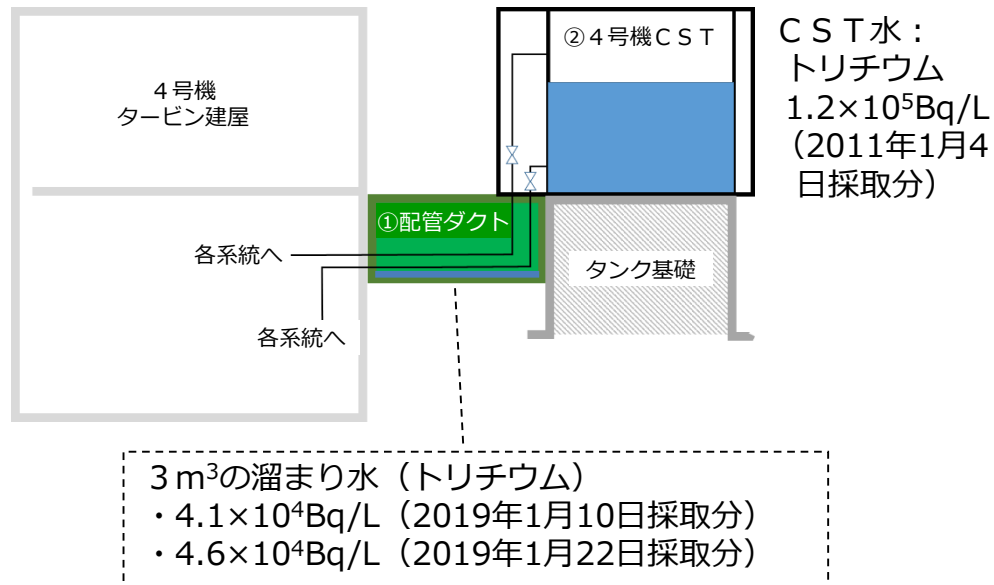 ②４号機ＣＳＴ
ＣＳＴ水：
トリチウム
1.2×10⁵Bq/L
（2011年1月4
日採取分）
４号機
タービン建屋
①配管ダクト
各系統へ
タンク基礎
各系統へ
３m³の溜まり水（トリチウム）
・4.1×10⁴Bq/L（2019年1月10日採取分）
・4.6×10⁴Bq/L（2019年1月22日採取分）